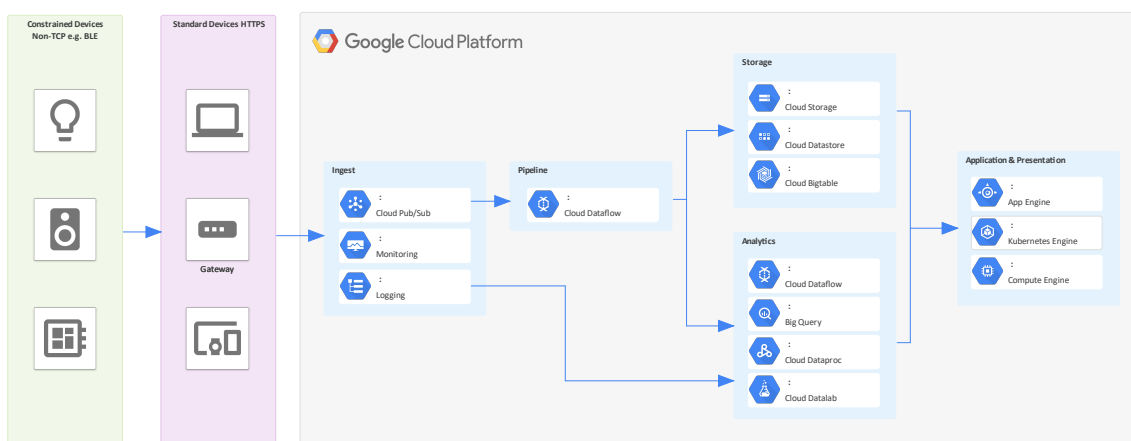 Constrained Devices
Non-TCP e.g. BLE
Standard Devices HTTPS
Gateway
Google Cloud Platform
Ingest
:
Cloud Pub/Sub
:
Monitoring
:
Logging
Pipeline
:
Cloud Dataflow
Storage
:
Cloud Storage
:
Cloud Datastore
:
Cloud Bigtable
Analytics
:
Cloud Dataflow
:
Big Query
:
Cloud Dataproc
:
Cloud Datalab
Application & Presentation
:
App Engine
:
Kubernetes Engine
:
Compute Engine